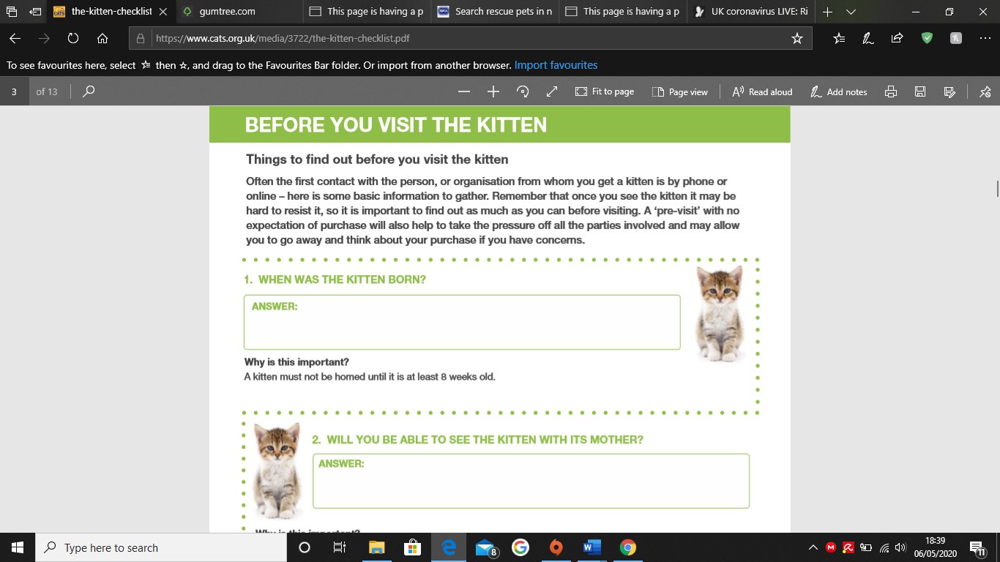 the-kitten-checklist
gumtree.com
This page is having a p
Search rescue pets in n
This page is having a p
UK coronavirus LIVE: Ri
https://www.cats.org.uk/media/3722/the-kitten-checklist.pdf
To see favourites here, select then ☆, and drag to the Favourites Bar folder. Or import from another browser. Import favourites
3 of 13
Fit to page
Page view
Read aloud
Add notes
BEFORE YOU VISIT THE KITTEN
Things to find out before you visit the kitten
Often the first contact with the person, or organisation from whom you get a kitten is by phone or
online – here is some basic information to gather. Remember that once you see the kitten it may be
hard to resist it, so it is important to find out as much as you can before visiting. A ‘pre-visit’ with no
expectation of purchase will also help to take the pressure off all the parties involved and may allow
you to go away and think about your purchase if you have concerns.
1. WHEN WAS THE KITTEN BORN?
ANSWER:
Why is this important?
A kitten must not be homed until it is at least 8 weeks old.
2. WILL YOU BE ABLE TO SEE THE KITTEN WITH ITS MOTHER?
ANSWER:
Why is this important?
Type here to search
8
18:39
06/05/2020
11